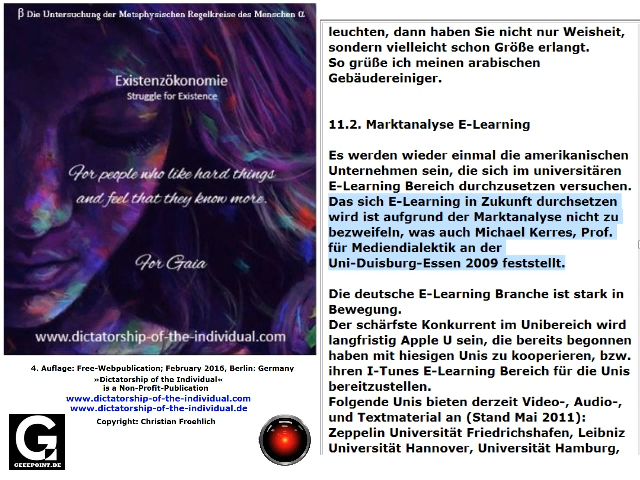 β Die Untersuchung der Metaphysischen Regelkreise des Menschen α
Existenzökonomie
Struggle for Existence
For people who like hard things
and feel that they know more.
For Gaia
www.dictatorship-of-the-individual.com
4. Auflage: Free-Webpublication; February 2016, Berlin: Germany
»Dictatorship of the Individual«
is a Non-Profit-Publication
www.dictatorship-of-the-individual.com
www.dictatorship-of-the-individual.de
Copyright: Christian Froehlich
G
GEEEPOINT.DE
leuchten, dann haben Sie nicht nur Weisheit,
sondern vielleicht schon Größe erlangt.
So grüße ich meinen arabischen
Gebäudereiniger.
11.2. Marktanalyse E-Learning
Es werden wieder einmal die amerikanischen
Unternehmen sein, die sich im universitären
E-Learning Bereich durchzusetzen versuchen.
Das sich E-Learning in Zukunft durchsetzen
wird ist aufgrund der Marktanalyse nicht zu
bezweifeln, was auch Michael Kerres, Prof.
für Mediendialektik an der
Uni-Duisburg-Essen 2009 feststellt.
Die deutsche E-Learning Branche ist stark in
Bewegung.
Der schärfste Konkurrent im Unibereich wird
langfristig Apple U sein, die bereits begonnen
haben mit hiesigen Unis zu kooperieren, bzw.
ihren I-Tunes E-Learning Bereich für die Unis
bereitzustellen.
Folgende Unis bieten derzeit Video-, Audio-,
und Textmaterial an (Stand Mai 2011):
Zeppelin Universität Friedrichshafen, Leibniz
Universität Hannover, Universität Hamburg,